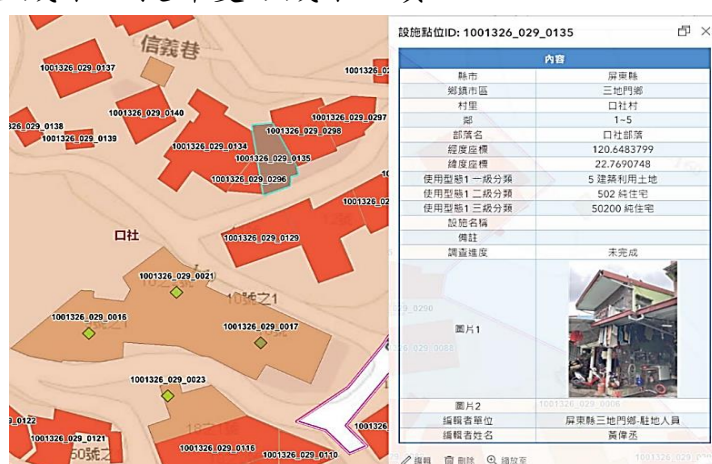 信義巷
1001326_029_0137
1001326_029_0140
1001326_029_0297
1001326_029_0298
1001326_029_0139
1001326_029_0134
1001326_029_0135
1001326_029_0296
口社
1001326_029_0129
1001326_029_0021
10號之1
1001326_029_0016
1001326_029_0017
1001326_029_0023
1001326_029_0121
1001326_029_0116
1001326_029_0110
設施點位ID: 1001326_029_0135
內容
縣市 屏東縣
鄉鎮市區 三地門鄉
村里 口社村
鄰 1~5
部落名 口社部落
經度座標 120.6483799
緯度座標 22.7690748
使用型態1 一級分類 5 建築利用土地
使用型態1 二級分類 502 純住宅
使用型態1 三級分類 50200 純住宅
設施名稱
備註
調查進度 未完成
圖片1
圖片2
編輯者單位 屏東縣三地門鄉-駐地人員
編輯者姓名 黃偉丞
編輯 刪除 縮放至